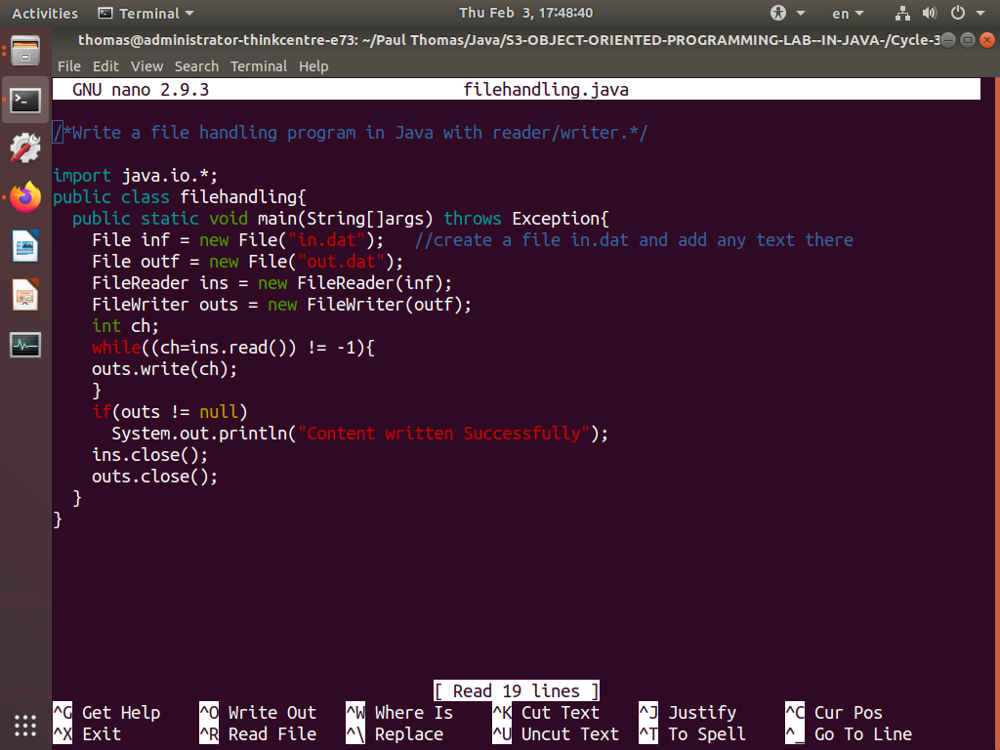 Activities Terminal Thu Feb 3, 17:48:40 en
thomas@administrator-thinkcentre-e73: ~/Paul Thomas/Java/S3-OBJECT-ORIENTED-PROGRAMMING-LAB--IN-JAVA-/Cycle-3
File Edit View Search Terminal Help
GNU nano 2.9.3 filehandling.java
/*Write a file handling program in Java with reader/writer.*/
import java.io.*;
public class filehandling{
  public static void main(String[]args) throws Exception{
    File inf = new File("in.dat");   //create a file in.dat and add any text there
    File outf = new File("out.dat");
    FileReader ins = new FileReader(inf);
    FileWriter outs = new FileWriter(outf);
    int ch;
    while((ch=ins.read()) != -1){
    outs.write(ch);
    }
    if(outs != null)
      System.out.println("Content written Successfully");
    ins.close();
    outs.close();
  }
}
[ Read 19 lines ]
^G Get Help ^O Write Out ^W Where Is ^K Cut Text ^J Justify ^C Cur Pos
^X Exit ^R Read File ^\ Replace ^U Uncut Text ^T To Spell ^_ Go To Line